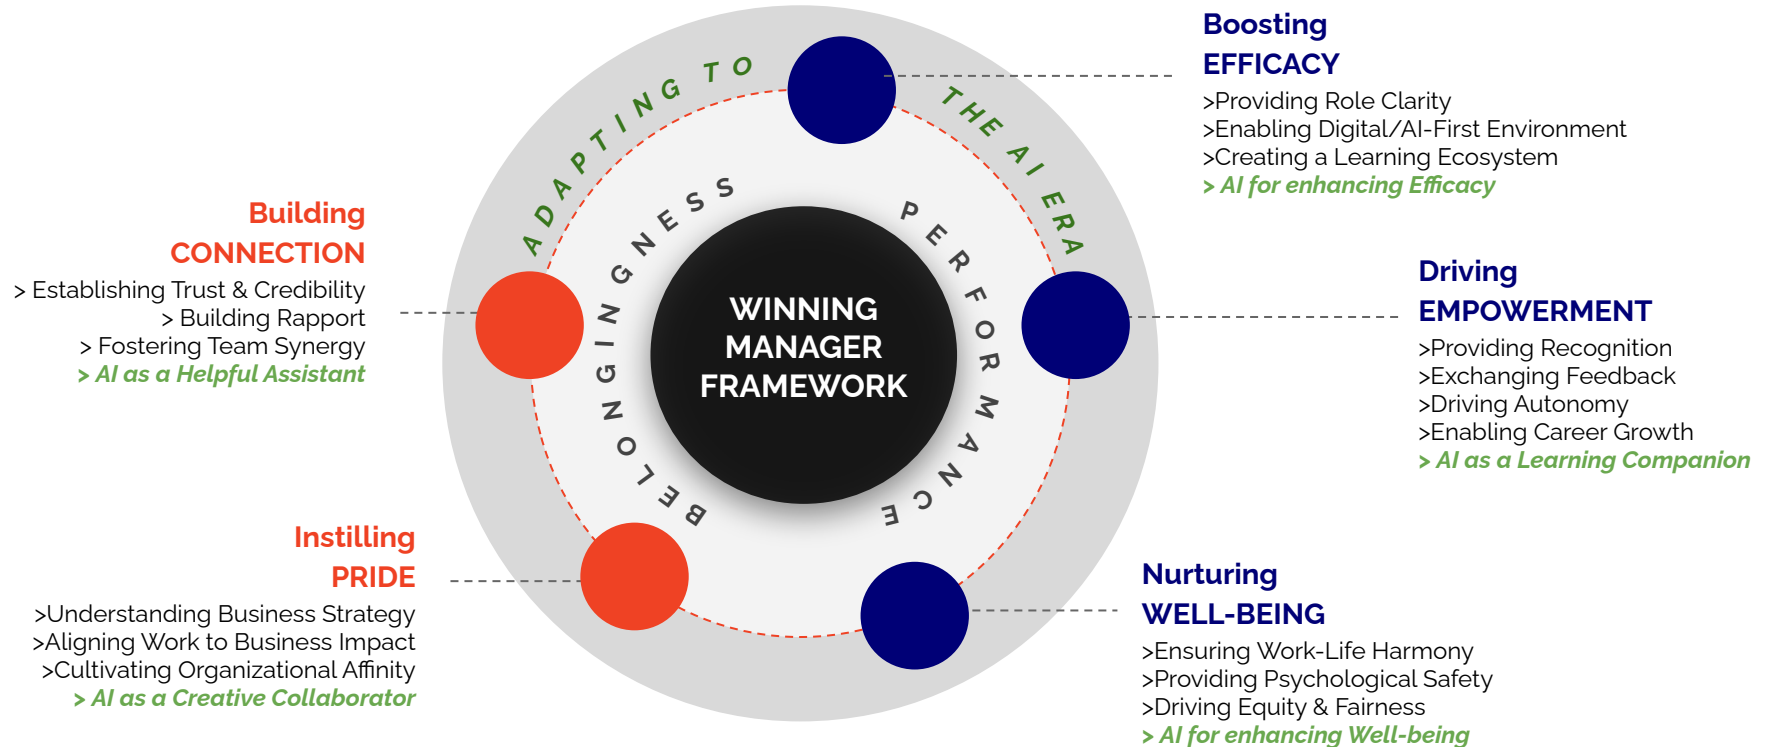 ADAPTING TO THE AI ERA
BELONGINGNESS
PERFORMANCE
WINNING
MANAGER
FRAMEWORK
Building
CONNECTION
> Establishing Trust & Credibility
> Building Rapport
> Fostering Team Synergy
> AI as a Helpful Assistant
Instilling
PRIDE
>Understanding Business Strategy
>Aligning Work to Business Impact
>Cultivating Organizational Affinity
> AI as a Creative Collaborator
Boosting
EFFICACY
>Providing Role Clarity
>Enabling Digital/AI-First Environment
>Creating a Learning Ecosystem
> AI for enhancing Efficacy
Driving
EMPOWERMENT
>Providing Recognition
>Exchanging Feedback
>Driving Autonomy
>Enabling Career Growth
> AI as a Learning Companion
Nurturing
WELL-BEING
>Ensuring Work-Life Harmony
>Providing Psychological Safety
>Driving Equity & Fairness
> AI for enhancing Well-being